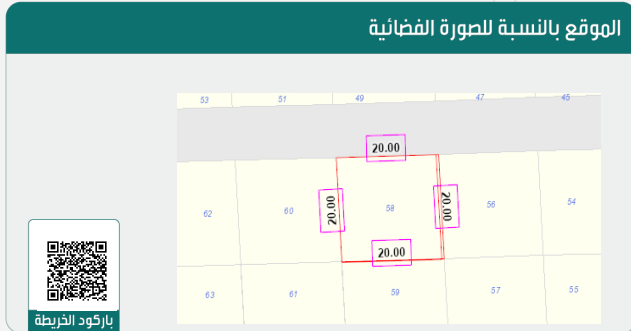 الموقع بالنسبة للصورة الفضائية
53 51 49 47 45
20.00
62 60 20.00 58 20.00 56 54
20.00
63 61 59 57 55
باركود الخريطة